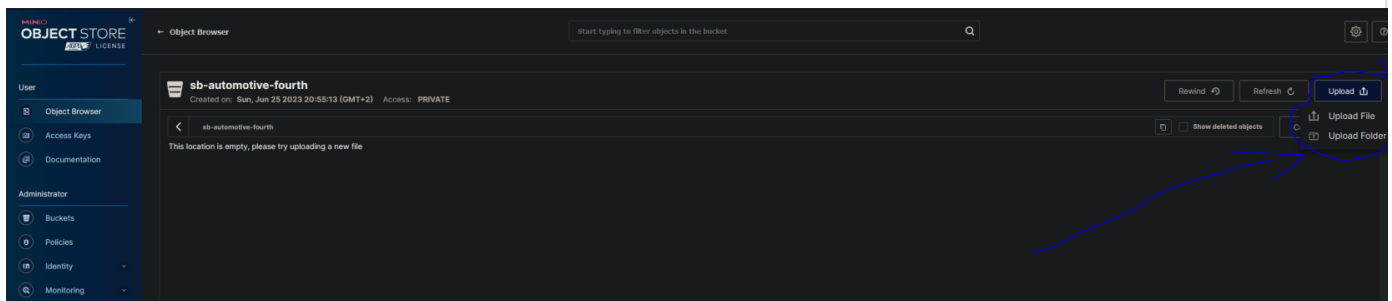 MINIO
OBJECT STORE
AGPL LICENSE
← Object Browser
Start typing to filter objects in the bucket
User
Object Browser
Access Keys
Documentation
Administrator
Buckets
Policies
Identity
Monitoring
sb-automotive-fourth
Created on: Sun, Jun 25 2023 20:55:13 (GMT+2) Access: PRIVATE
Rewind
Refresh
Upload
sb-automotive-fourth
Show deleted objects
Upload File
Upload Folder
This location is empty, please try uploading a new file